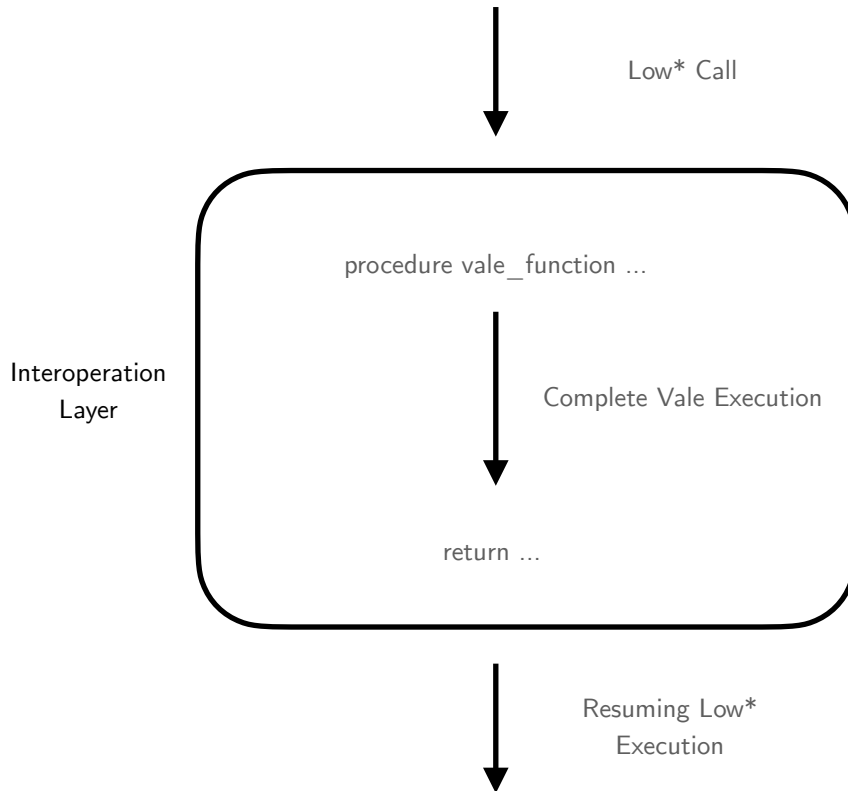 Low* Call
procedure vale_function ...
Interoperation
Layer
Complete Vale Execution
return ...
Resuming Low*
Execution